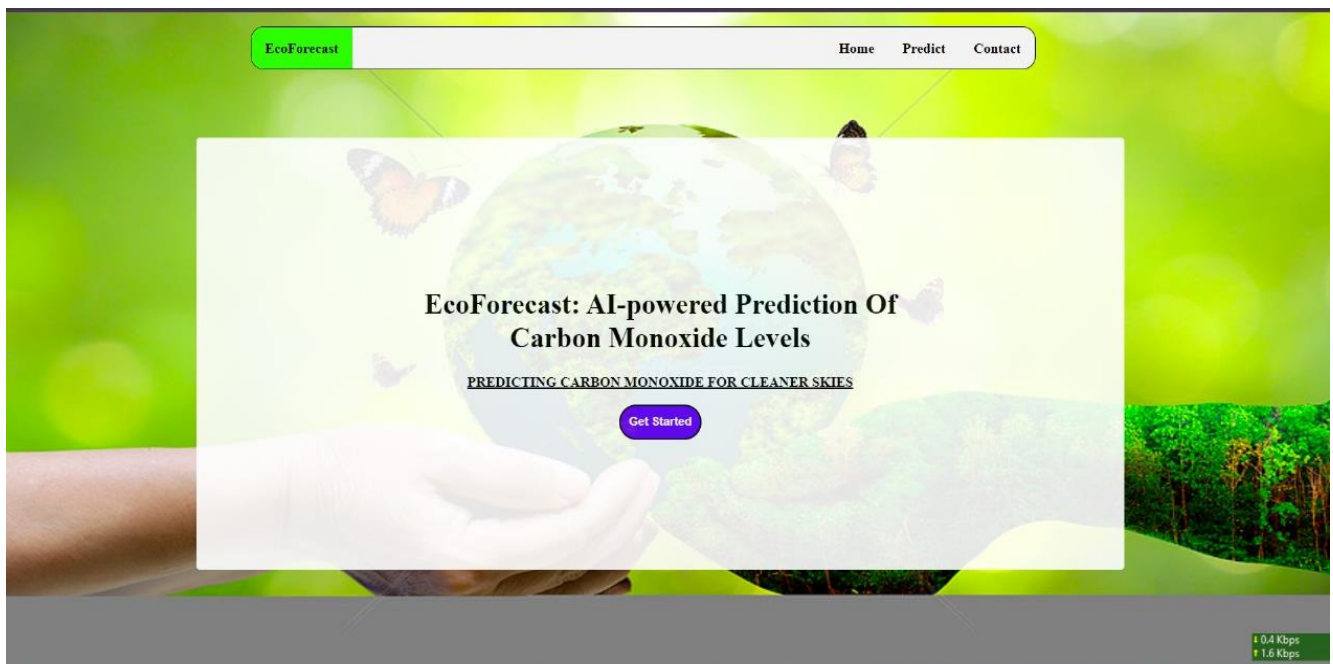 EcoForecast
Home Predict Contact
EcoForecast: AI-powered Prediction Of
Carbon Monoxide Levels
PREDICTING CARBON MONOXIDE FOR CLEANER SKIES
Get Started
↓ 0.4 Kbps
↑ 1.6 Kbps